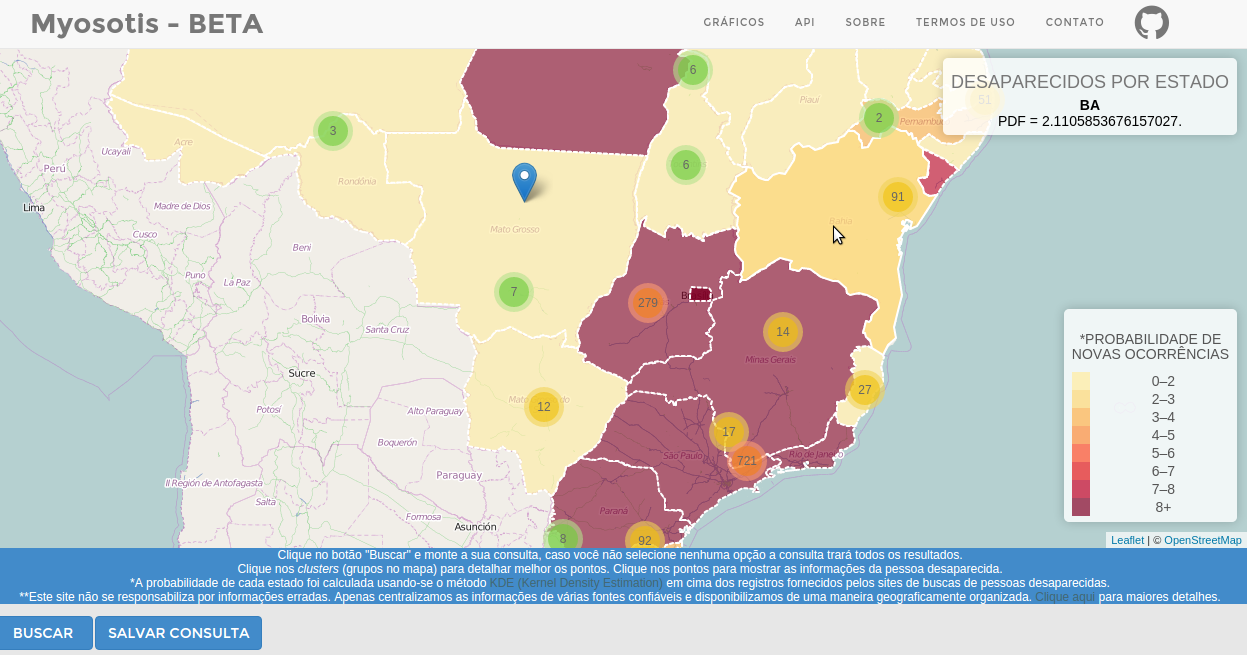 Myosotis - BETA
GRÁFICOS
API
SOBRE
TERMOS DE USO
CONTATO
DESAPARECIDOS POR ESTADO
BA
PDF = 2.1105853676157027.
6
51
Piauí
2
Pernambuco
3
Acre
Ucayali
Perú
Rondônia
6
Lima
Madre de Dios
91
Bahia
Cusco
Mato Grosso
Beni
Puno
La Paz
7
279
Bolivia
Santa Cruz
14
Minas Gerais
Sucre
27
Potosí
Alto Paraguay
12
17
Boquerón
São Paulo
721
Rio de Janeiro
Paraguay
II Región de Antofagasta
Salta
Paraná
Formosa
Asunción
8
92
*PROBABILIDADE DE
NOVAS OCORRÊNCIAS
0–2
2–3
3–4
4–5
5–6
6–7
7–8
8+
Leaflet | © OpenStreetMap
Clique no botão "Buscar" e monte a sua consulta, caso você não selecione nenhuma opção a consulta trará todos os resultados.
Clique nos clusters (grupos no mapa) para detalhar melhor os pontos. Clique nos pontos para mostrar as informações da pessoa desaparecida.
*A probabilidade de cada estado foi calculada usando-se o método KDE (Kernel Density Estimation) em cima dos registros fornecidos pelos sites de buscas de pessoas desaparecidas.
**Este site não se responsabiliza por informações erradas. Apenas centralizamos as informações de várias fontes confiáveis e disponibilizamos de uma maneira geograficamente organizada. Clique aqui para maiores detalhes.
BUSCAR
SALVAR CONSULTA